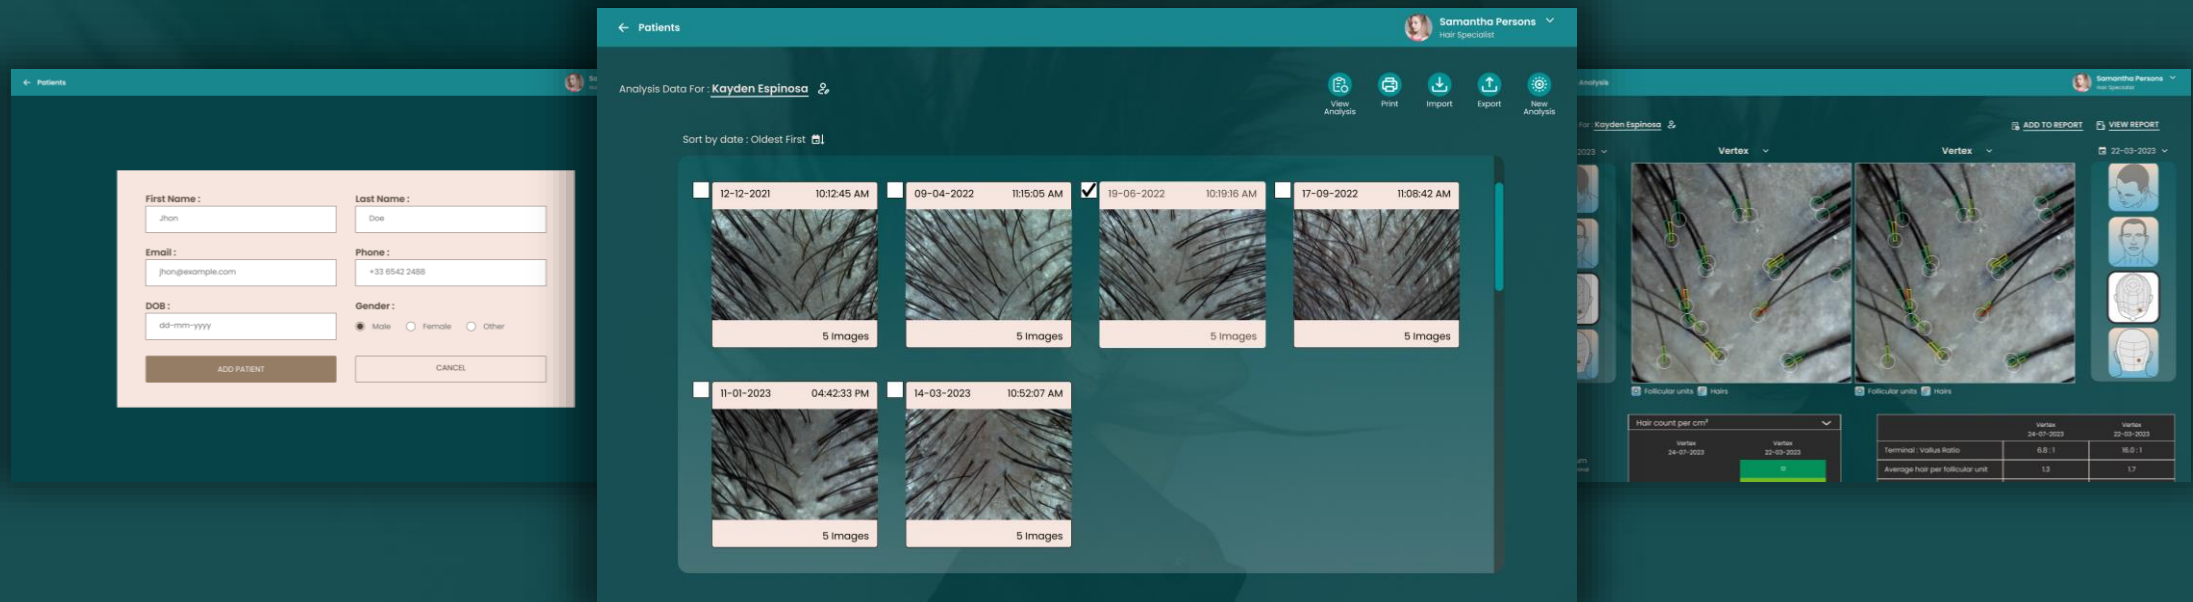 ← Patients
First Name :
Last Name :
Jhon
Doe
Email :
Phone :
jhon@example.com
+33 6542 2488
DOB :
Gender :
dd-mm-yyyy
Male
Female
Other
ADD PATIENT
CANCEL
← Patients
Samantha Persons
Hair Specialist
Analysis Data For : Kayden Espinosa
View Analysis
Print
Import
Export
New Analysis
Sort by date : Oldest First
12-12-2021 10:12:45 AM
5 Images
09-04-2022 11:15:05 AM
5 Images
19-06-2022 10:19:16 AM
5 Images
17-09-2022 11:08:42 AM
5 Images
11-01-2023 04:42:33 PM
5 Images
14-03-2023 10:52:07 AM
5 Images
Analysis
Samantha Persons
Hair Specialist
For : Kayden Espinosa
ADD TO REPORT
VIEW REPORT
2023
Vertex
Vertex
22-03-2023
Follicular units Hairs
Follicular units Hairs
Hair count per cm²
Vertex
24-07-2023
Vertex
22-03-2023
Vertex
24-07-2023
Vertex
22-03-2023
Terminal : Vallus Ratio 6.8 : 1 16.0 : 1
Average hair per follicular unit 1.3 1.7